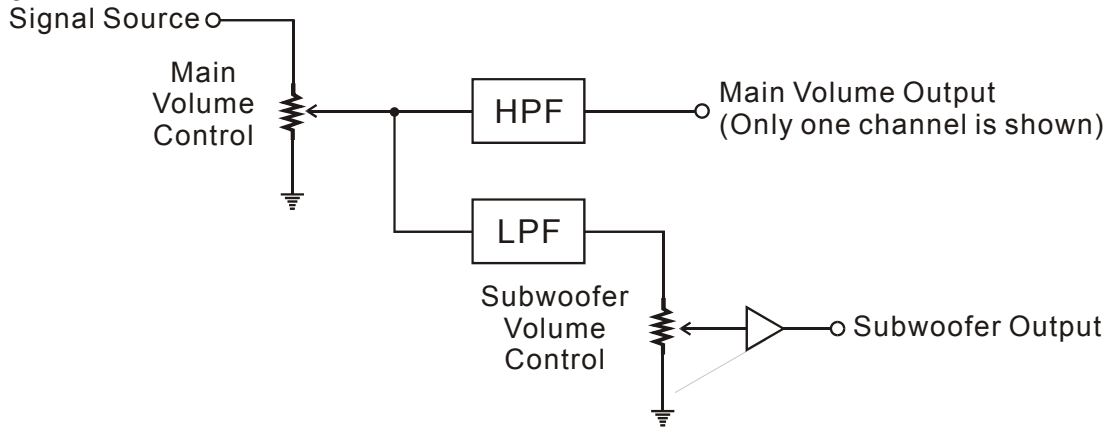 Signal Source
Main
Volume
Control
HPF
Main Volume Output
(Only one channel is shown)
LPF
Subwoofer
Volume
Control
Subwoofer Output